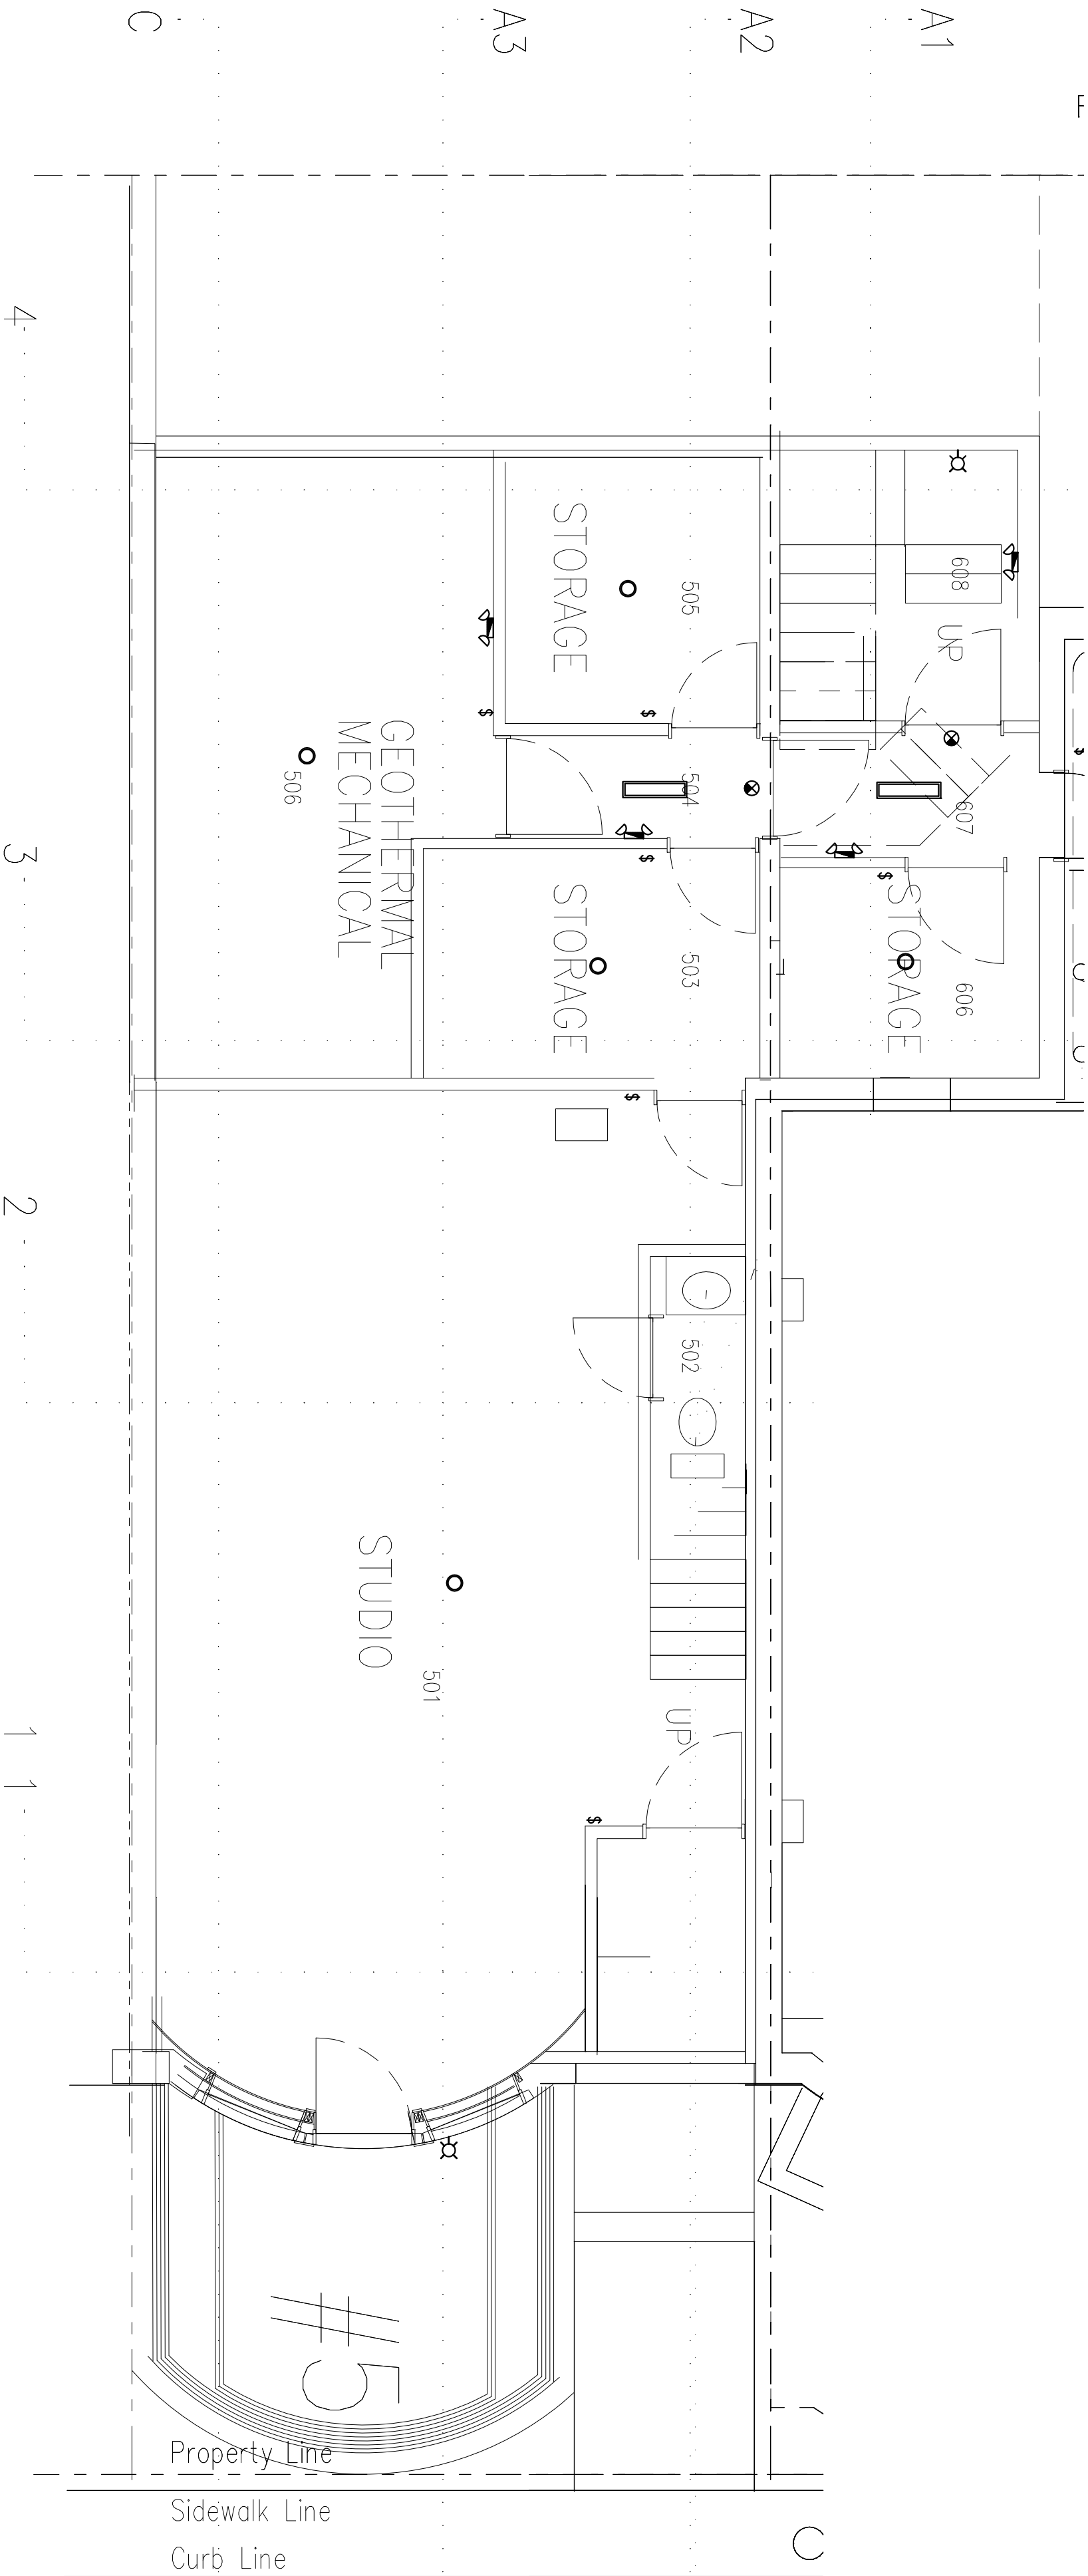 C
A3
A2
A1
4
3
2
1 1
608
UP
STORAGE
505
GEOTHERMAL
MECHANICAL
506
504
607
STORAGE
503
STORAGE
606
$
$
$
$
$
$
$
502
STUDIO
501
UP
#5
Property Line
Sidewalk Line
Curb Line